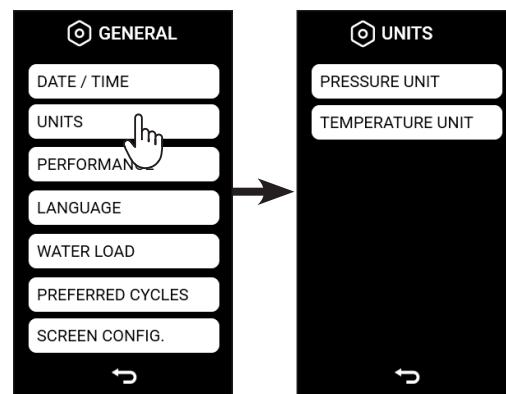 GENERAL
DATE / TIME
UNITS
PERFORMANCE
LANGUAGE
WATER LOAD
PREFERRED CYCLES
SCREEN CONFIG.
UNITS
PRESSURE UNIT
TEMPERATURE UNIT